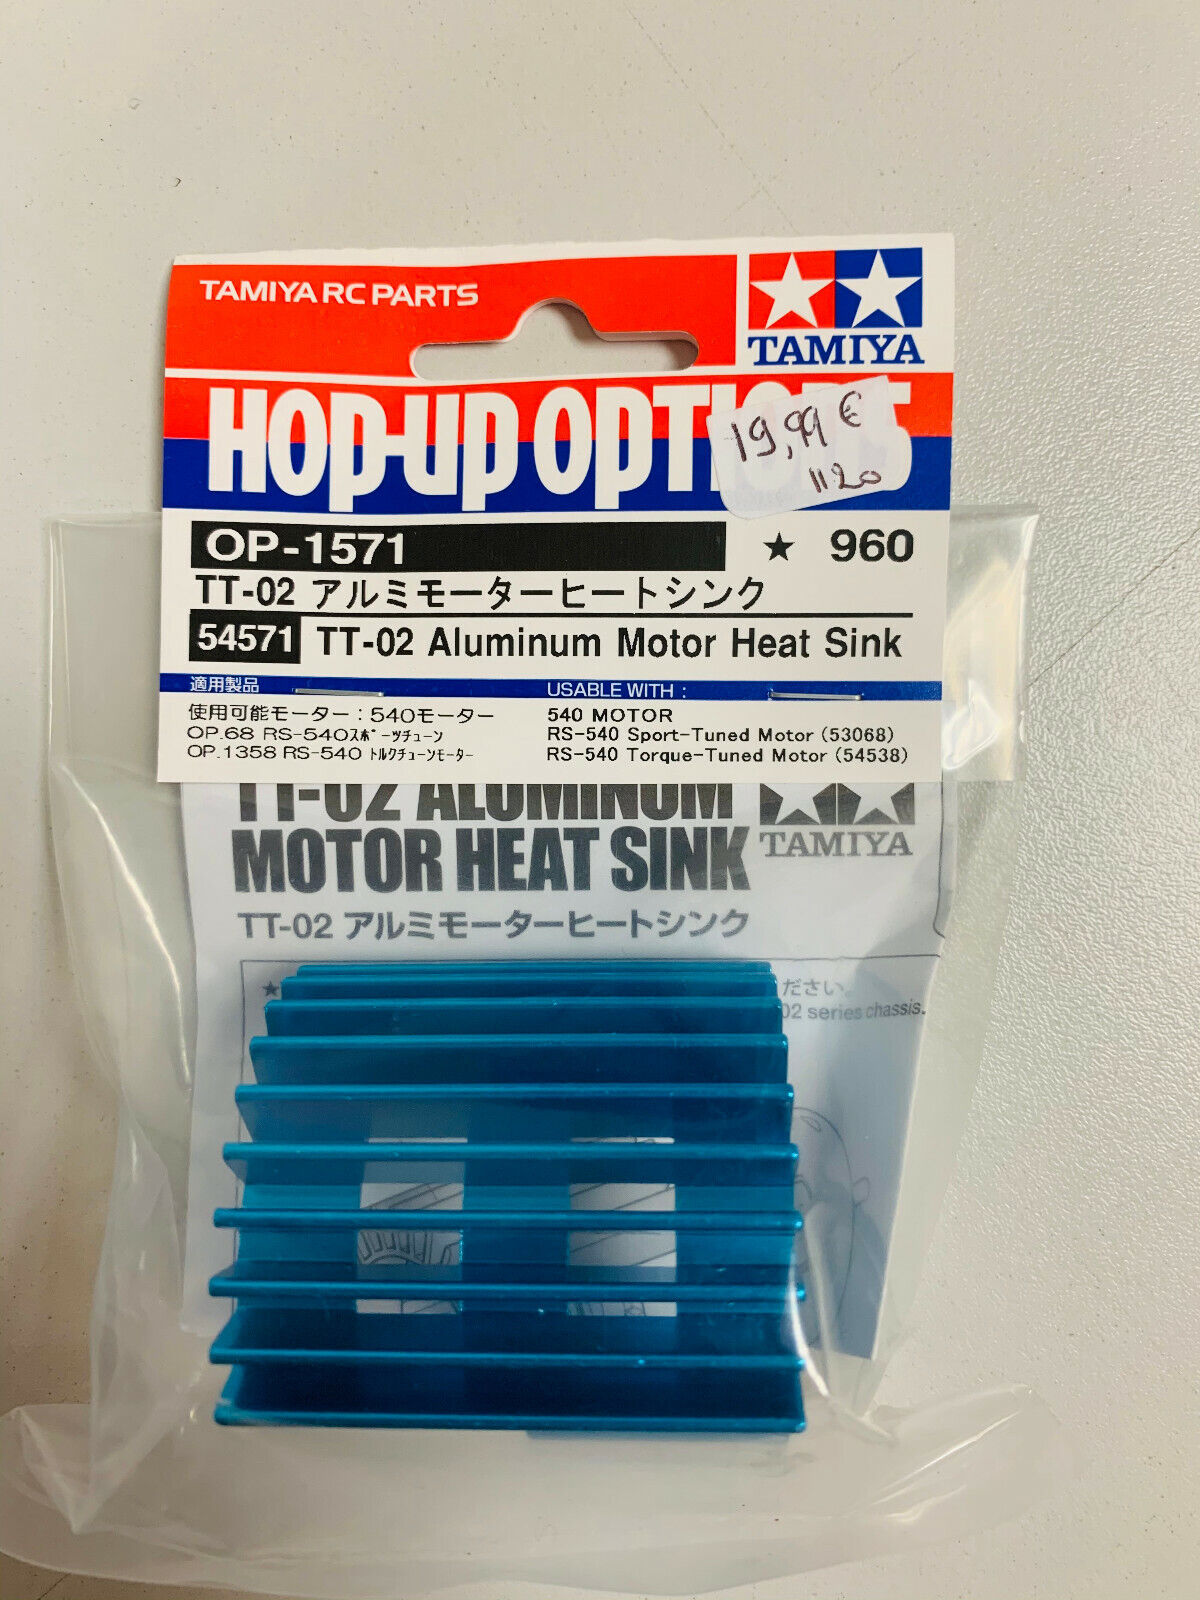 TAMIYA RC PARTS
TAMIYA
HOP-UP OPTIONS
19,99 €
1120
OP-1571 ★ 960
TT-02 アルミモーターヒートシンク
54571 TT-02 Aluminum Motor Heat Sink
適用製品 USABLE WITH :
使用可能モーター：540モーター 540 MOTOR
OP.68 RS-540スポーツチューン RS-540 Sport-Tuned Motor (53068)
OP.1358 RS-540 トルクチューンモーター RS-540 Torque-Tuned Motor (54538)
TT-02 ALUMINUM
MOTOR HEAT SINK TAMIYA
TT-02 アルミモーターヒートシンク
★ ださい。
02 series chassis.